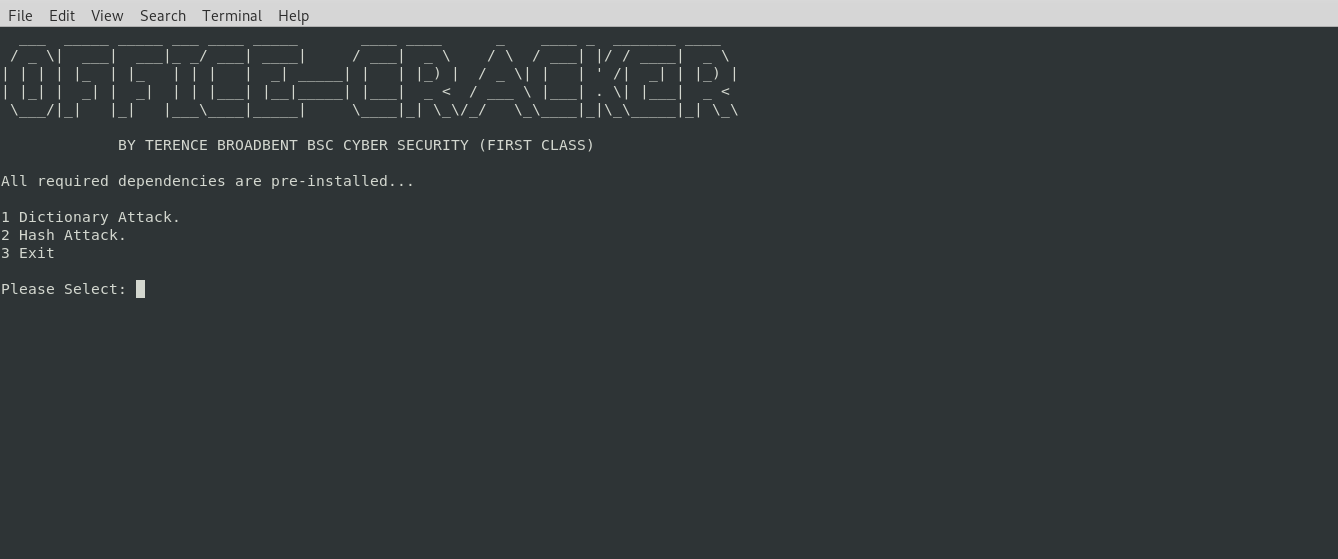 File Edit View Search Terminal Help
OFFICE-CRACKER
BY TERENCE BROADBENT BSC CYBER SECURITY (FIRST CLASS)
All required dependencies are pre-installed...
1 Dictionary Attack.
2 Hash Attack.
3 Exit
Please Select: